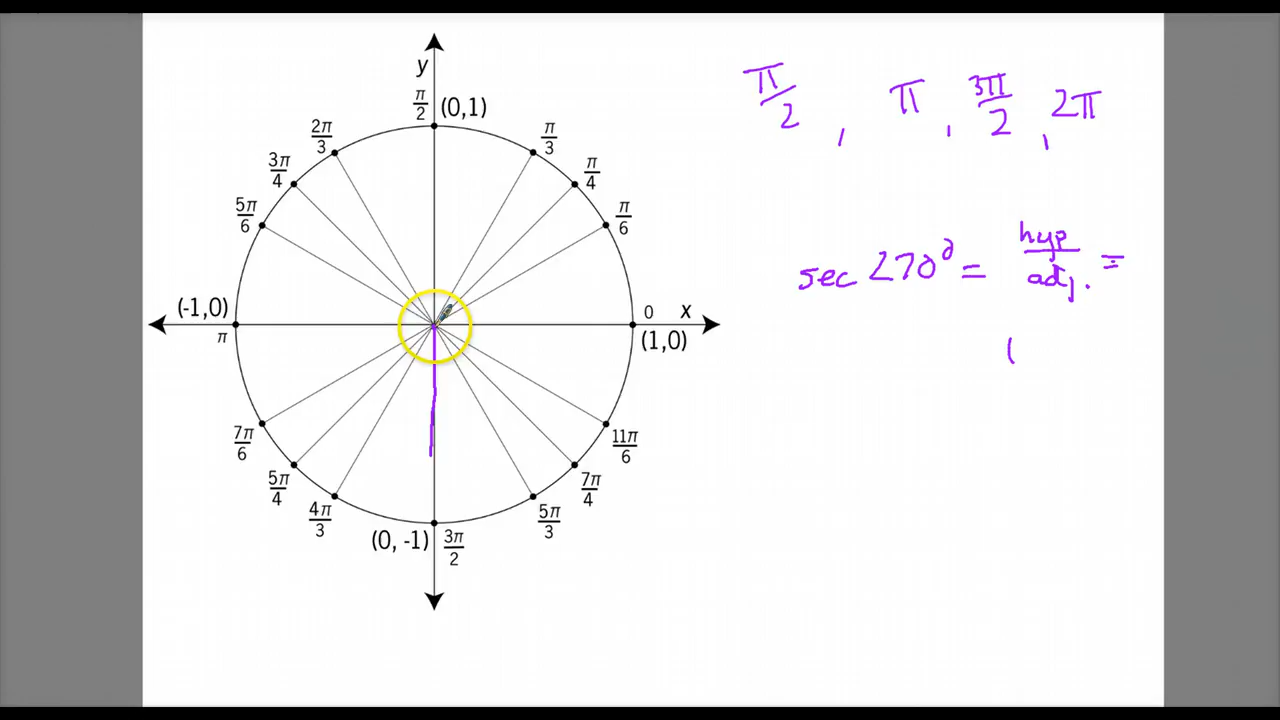 y
π/2 (0,1)
2π/3 π/3
3π/4 π/4
5π/6 π/6
(-1,0) 0 x
π (1,0)
7π/6 11π/6
5π/4 7π/4
4π/3 5π/3
(0, -1) 3π/2
π/2 , π , 3π/2 , 2π
sec 270° = hyp/adj. =
(